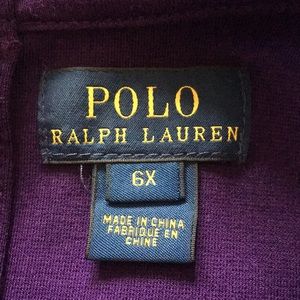 POLO
RALPH LAUREN
6X
MADE IN CHINA
FABRIQUÉ EN
CHINE